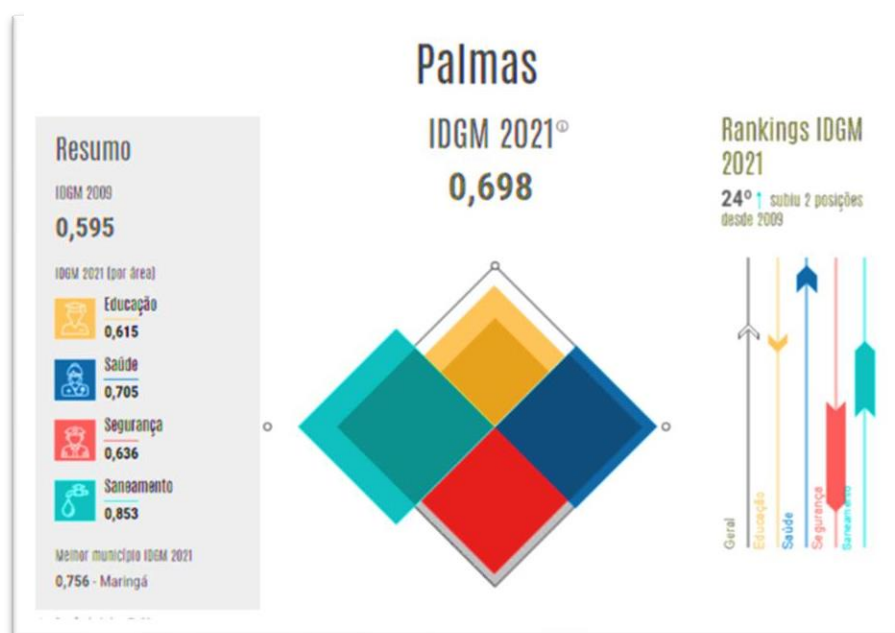 Palmas
Resumo
IDGM 2009
0,595
IDGM 2021 (por área)
Educação
0,615
Saúde
0,705
Segurança
0,636
Saneamento
0,853
Melhor município IDGM 2021
0,756 - Maringá
IDGM 2021
0,698
Rankings IDGM
2021
24º ↑ subiu 2 posições
desde 2009
Geral
Educação
Saúde
Segurança
Saneamento